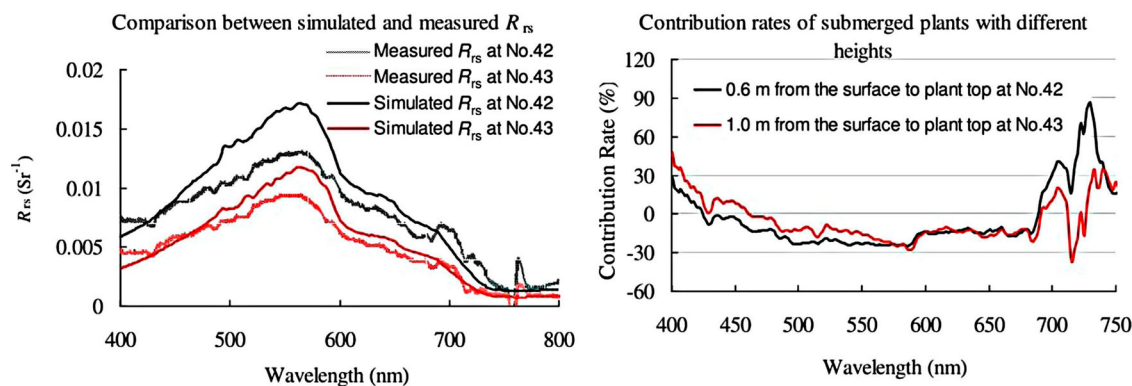 Comparison between simulated and measured Rrs
Measured Rrs at No.42
Measured Rrs at No.43
Simulated Rrs at No.42
Simulated Rrs at No.43
0.02
0.015
0.01
0.005
0
Rrs (Sr-1)
400 500 600 700 800
Wavelength (nm)
Contribution rates of submerged plants with different
heights
0.6 m from the surface to plant top at No.42
1.0 m from the surface to plant top at No.43
120
90
60
30
0
-30
-60
Contribution Rate (%)
400 450 500 550 600 650 700 750
Wavelength (nm)